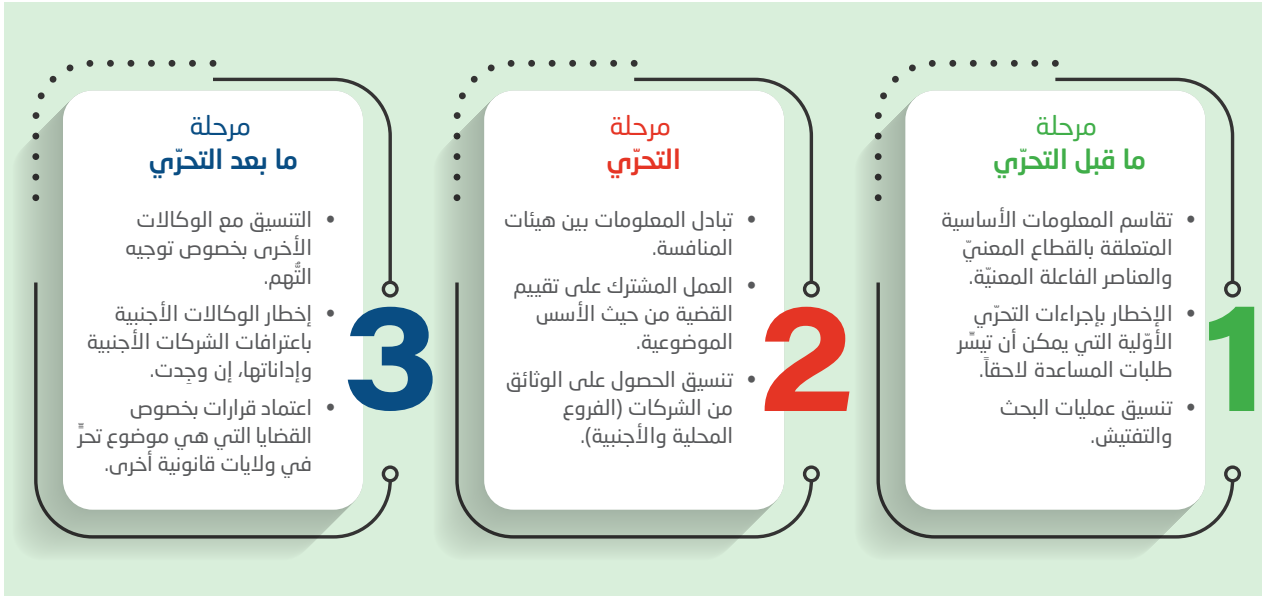 1
مرحلة
ما قبل التحرّي
• تقاسم المعلومات الأساسية
المتعلقة بالقطاع المعنيّ
والعناصر الفاعلة المعنيّة.
• الإخطار بإجراءات التحرّي
الأوّلية التي يمكن أن تيسِّر
طلبات المساعدة لاحقاً.
• تنسيق عمليات البحث
والتفتيش.
2
مرحلة
التحرّي
• تبادل المعلومات بين هيئات
المنافسة.
• العمل المشترك على تقييم
القضية من حيث الأسس
الموضوعية.
• تنسيق الحصول على الوثائق
من الشركات (الفروع
المحلية والأجنبية).
3
مرحلة
ما بعد التحرّي
• التنسيق مع الوكالات
الأخرى بخصوص توجيه
التُّهم.
• إخطار الوكالات الأجنبية
باعترافات الشركات الأجنبية
وإداناتها، إن وجِدت.
• اعتماد قرارات بخصوص
القضايا التي هي موضوع تحرٍّ
في ولايات قانونية أخرى.